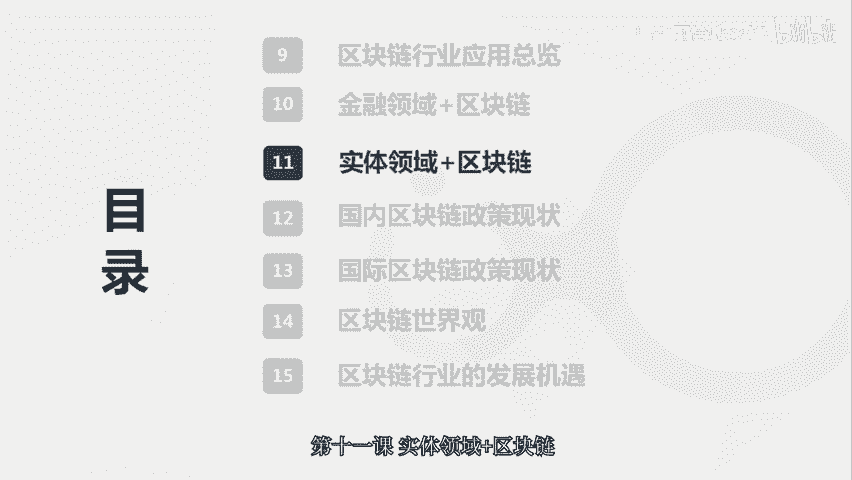 目录
9 区块链行业应用总览
10 金融领域+区块链
11 实体领域+区块链
12 国内区块链政策现状
13 国际区块链政策现状
14 区块链世界观
15 区块链行业的发展机遇
第十一课 实体领域+区块链